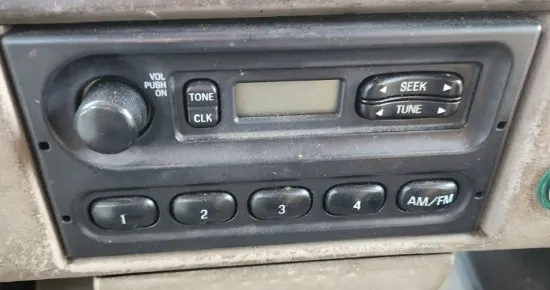 VOL
PUSH
ON
TONE
CLK
SEEK
TUNE
1
2
3
4
AM/FM